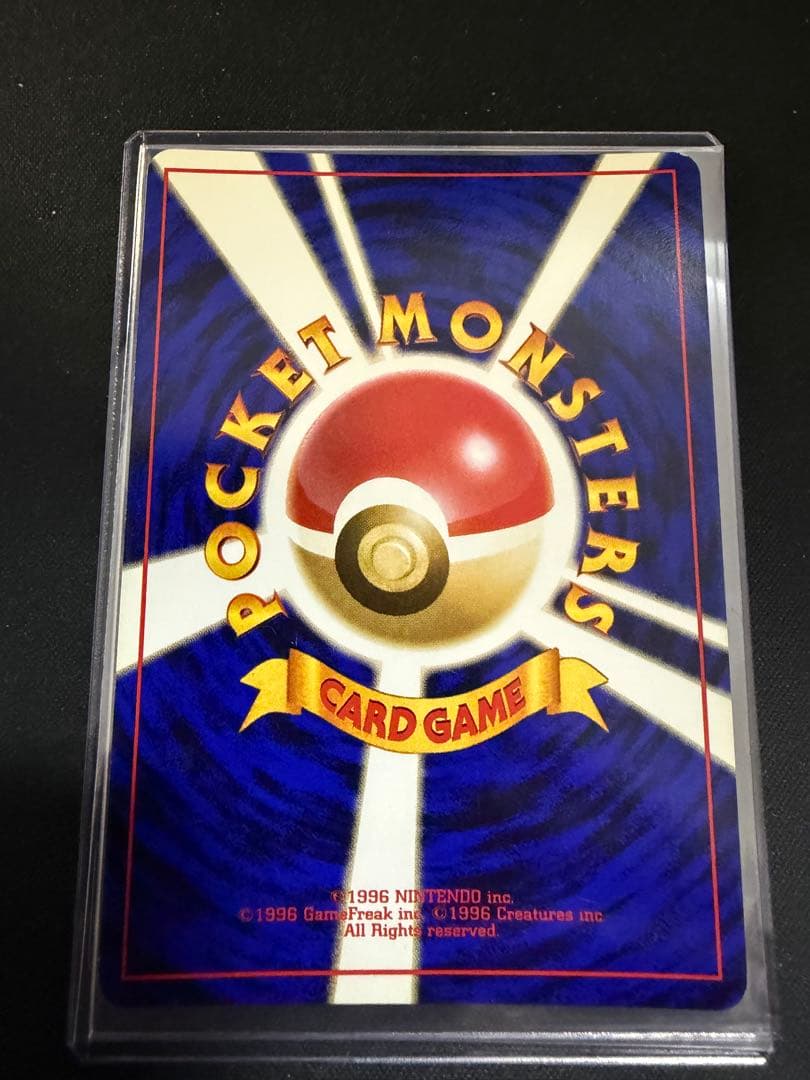 POCKET MONSTERS
CARD GAME
©1996 NINTENDO inc.
©1996 GameFreak inc. ©1996 Creatures inc
All Rights reserved.